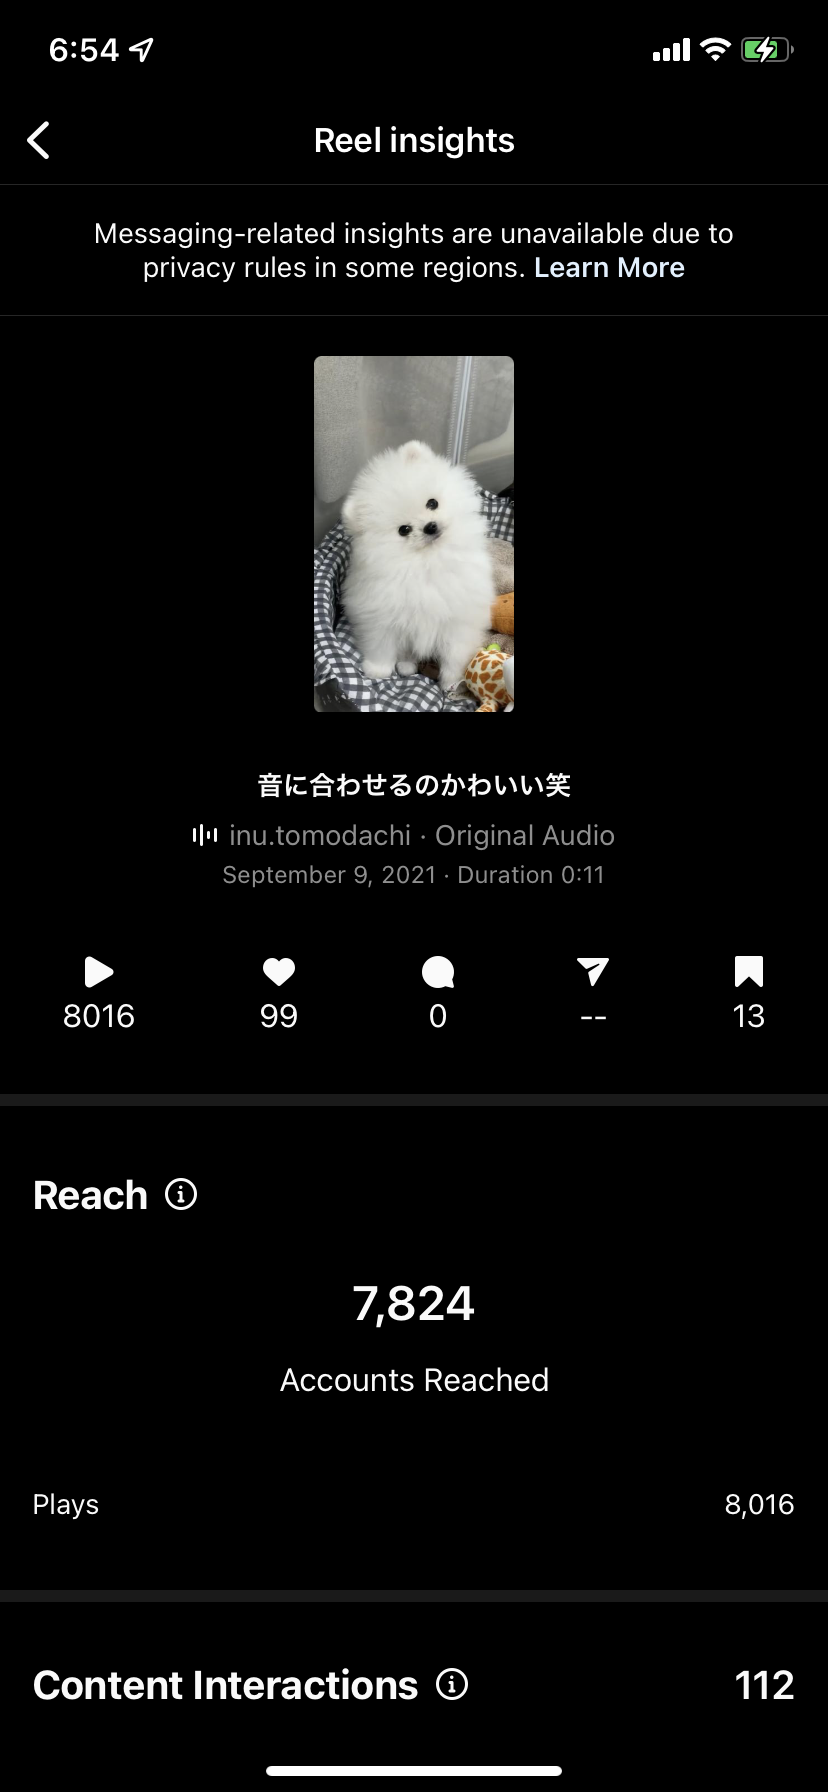 6:54
Reel insights
Messaging-related insights are unavailable due to
privacy rules in some regions. Learn More
音に合わせるのかわいい笑
inu.tomodachi · Original Audio
September 9, 2021 · Duration 0:11
8016 99 0 -- 13
Reach
7,824
Accounts Reached
Plays 8,016
Content Interactions 112